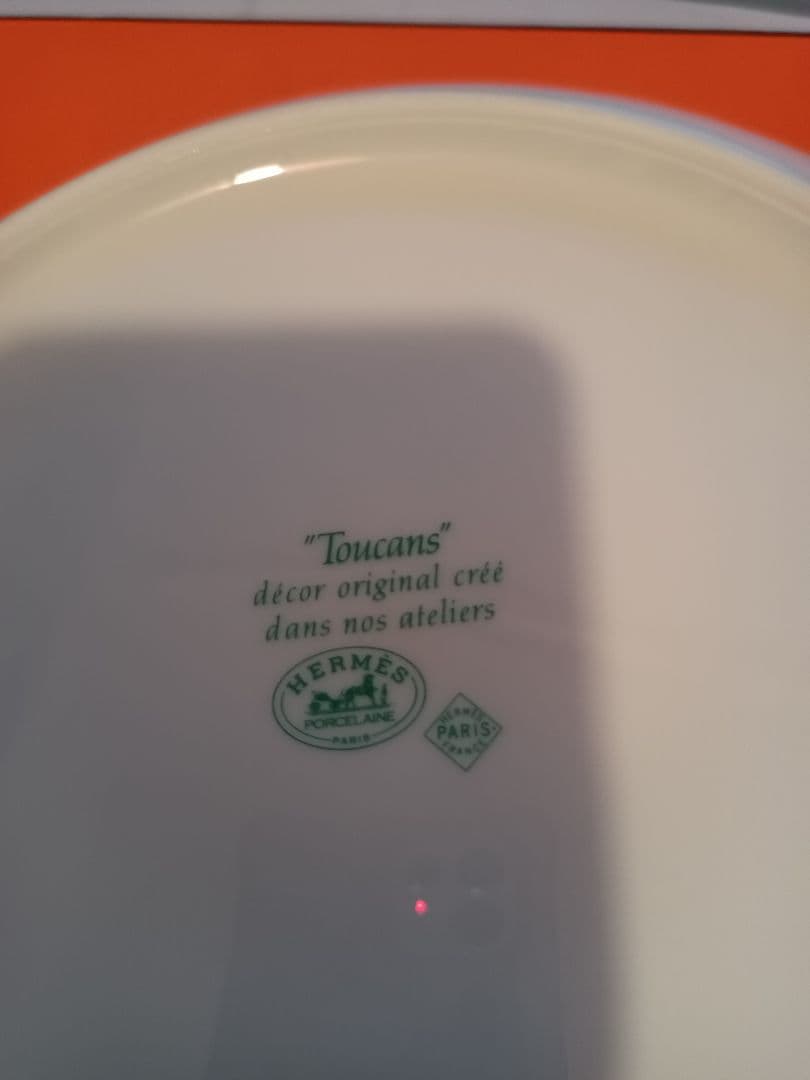 "Toucans"
décor original créé
dans nos ateliers
HERMÈS
PORCELAINE
PARIS
HERMÈS
PARIS
FRANCE